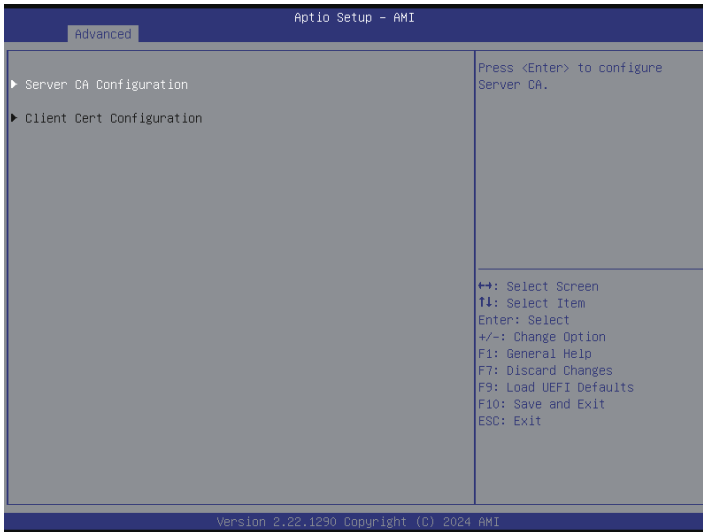 Aptio Setup – AMI
Advanced
▶ Server CA Configuration
▶ Client Cert Configuration
Press <Enter> to configure
Server CA.
↔: Select Screen
↑↓: Select Item
Enter: Select
+/-: Change Option
F1: General Help
F7: Discard Changes
F9: Load UEFI Defaults
F10: Save and Exit
ESC: Exit
Version 2.22.1290 Copyright (C) 2024 AMI